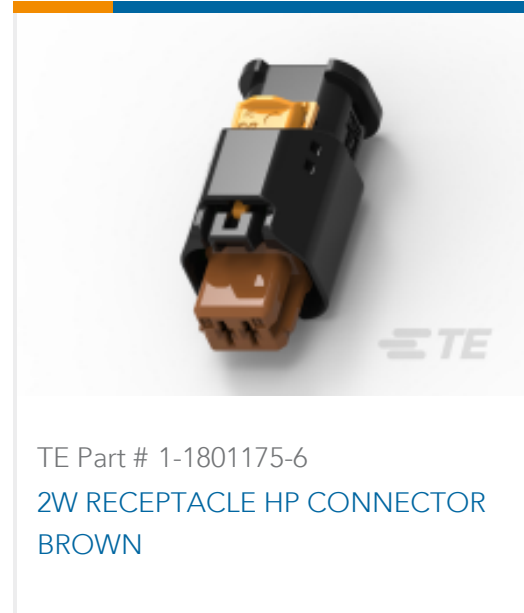 TE
TE Part # 1-1801175-6
2W RECEPTACLE HP CONNECTOR
BROWN